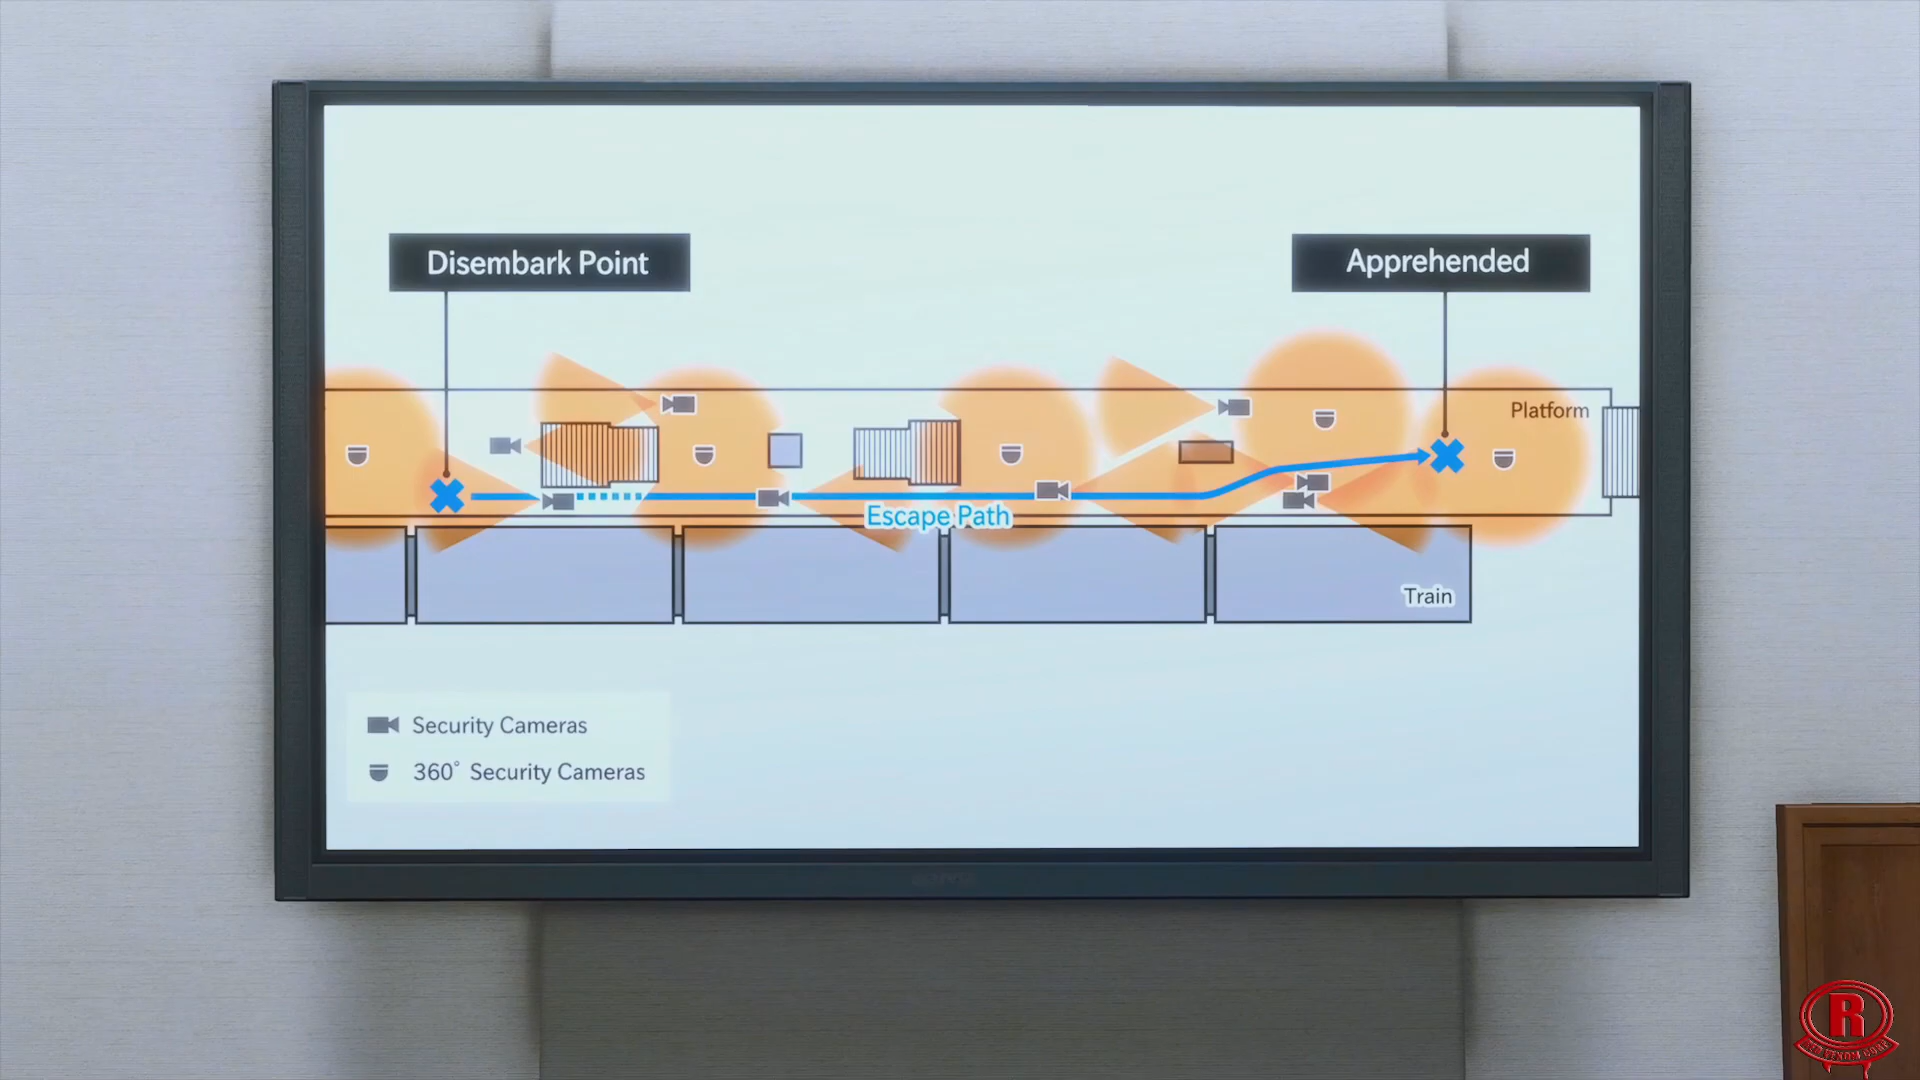 Disembark Point
Apprehended
Platform
Escape Path
Train
Security Cameras
360° Security Cameras
R